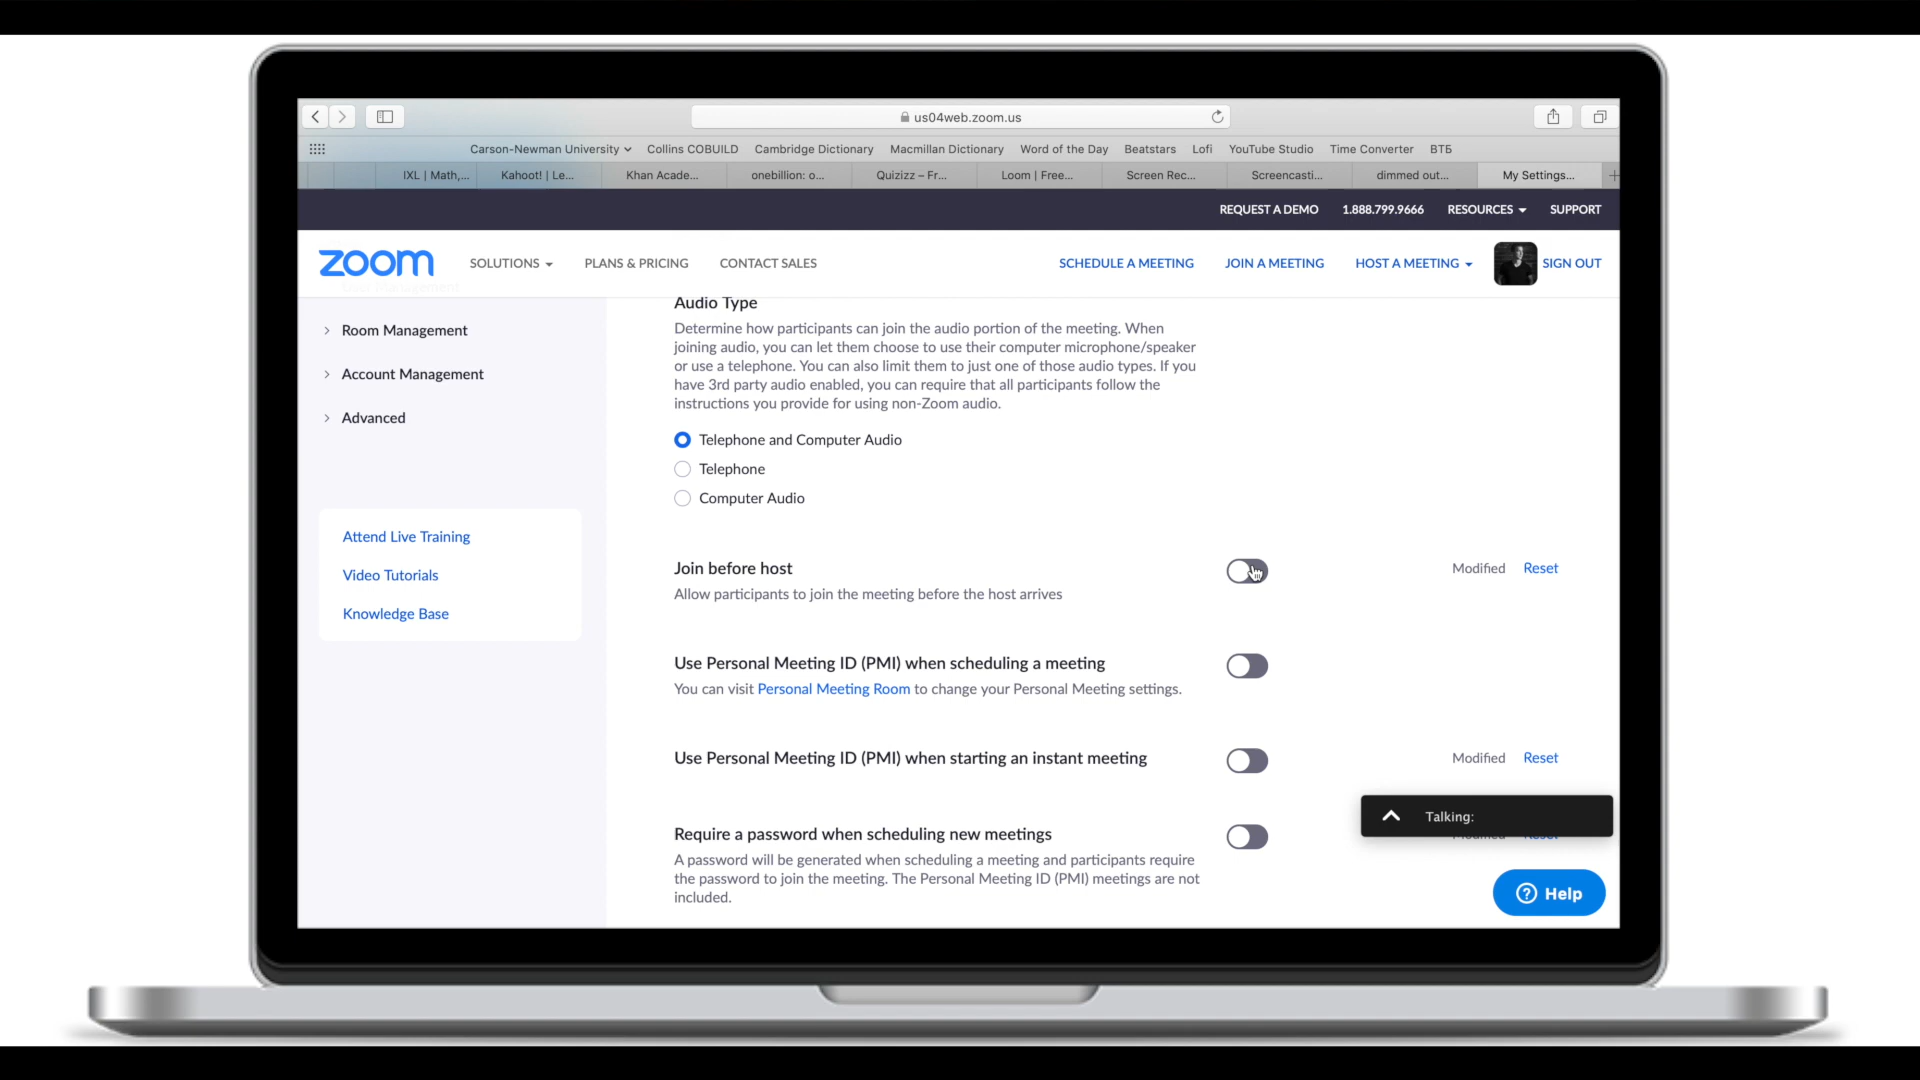 us04web.zoom.us
Carson-Newman University Collins COBUILD Cambridge Dictionary Macmillan Dictionary Word of the Day Beatstars Lofi YouTube Studio Time Converter ВТБ
IXL | Math,... Kahoot! | Le... Khan Acade... onebillion: o... Quizizz – Fr... Loom | Free... Screen Rec... Screencasti... dimmed out... My Settings...
REQUEST A DEMO 1.888.799.9666 RESOURCES SUPPORT
zoom SOLUTIONS PLANS & PRICING CONTACT SALES SCHEDULE A MEETING JOIN A MEETING HOST A MEETING SIGN OUT
Room Management
Account Management
Advanced
Attend Live Training
Video Tutorials
Knowledge Base
Audio Type
Determine how participants can join the audio portion of the meeting. When
joining audio, you can let them choose to use their computer microphone/speaker
or use a telephone. You can also limit them to just one of those audio types. If you
have 3rd party audio enabled, you can require that all participants follow the
instructions you provide for using non-Zoom audio.
Telephone and Computer Audio
Telephone
Computer Audio
Join before host Modified Reset
Allow participants to join the meeting before the host arrives
Use Personal Meeting ID (PMI) when scheduling a meeting
You can visit Personal Meeting Room to change your Personal Meeting settings.
Use Personal Meeting ID (PMI) when starting an instant meeting Modified Reset
Talking:
Require a password when scheduling new meetings
A password will be generated when scheduling a meeting and participants require
the password to join the meeting. The Personal Meeting ID (PMI) meetings are not
included.
Help